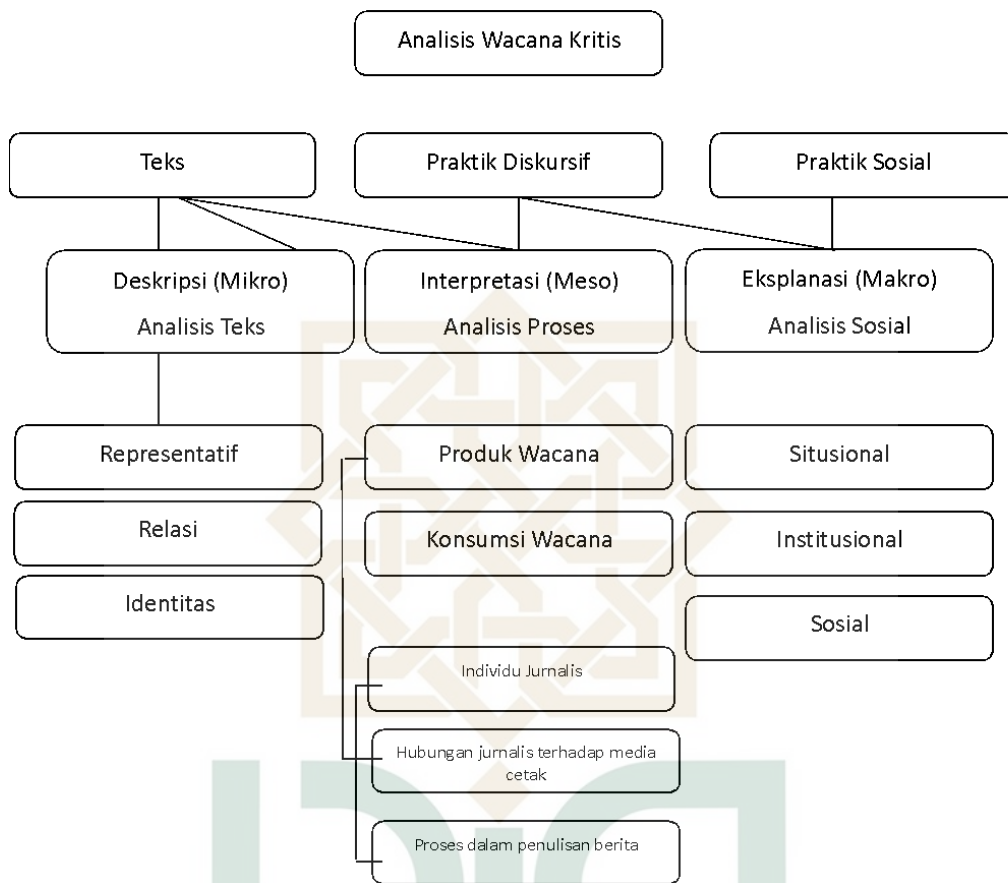 Analisis Wacana Kritis
Teks
Praktik Diskursif
Praktik Sosial
Deskripsi (Mikro)
Analisis Teks
Interpretasi (Meso)
Analisis Proses
Eksplanasi (Makro)
Analisis Sosial
Representatif
Relasi
Identitas
Produk Wacana
Konsumsi Wacana
Situsional
Institusional
Sosial
Individu Jurnalis
Hubungan jurnalis terhadap media
cetak
Proses dalam penulisan berita